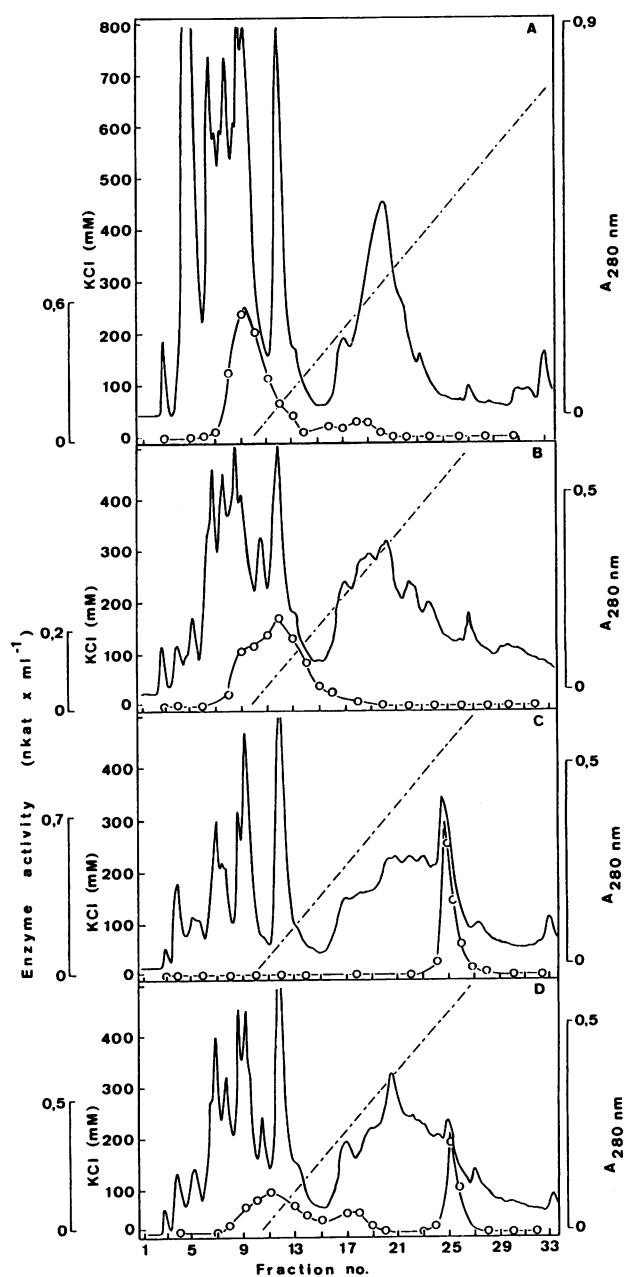 A
800
700
600
500
400
300
200
100
0
KCl (mM)
0,6
0
0,9
0
A280 nm
B
400
300
200
100
0
KCl (mM)
0,2
0
0,5
0
A280 nm
C
400
300
200
100
0
KCl (mM)
0,7
0
0,5
0
A280 nm
D
400
300
200
100
0
KCl (mM)
0,5
0
0,5
0
A280 nm
Enzyme activity (nkat x ml-1)
1 5 9 13 17 21 25 29 33
Fraction no.